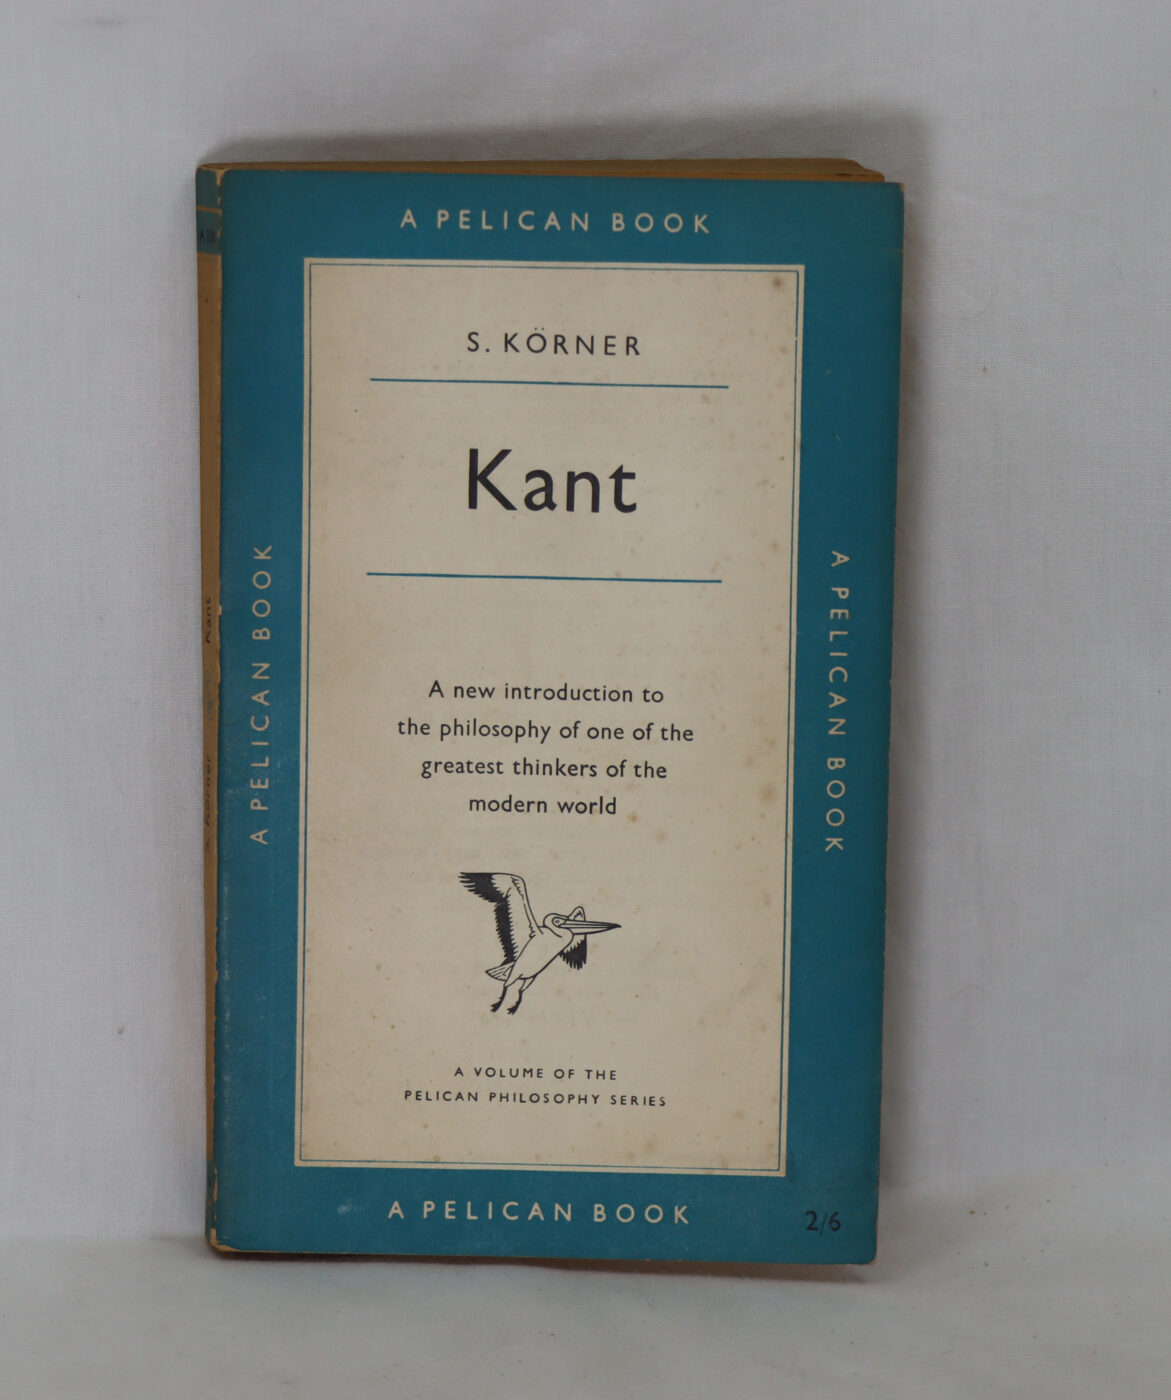 A PELICAN BOOK
S. KÖRNER
Kant
A new introduction to
the philosophy of one of the
greatest thinkers of the
modern world
A VOLUME OF THE
PELICAN PHILOSOPHY SERIES
A PELICAN BOOK
2/6
A PELICAN BOOK
A PELICAN BOOK
Kant
Körner